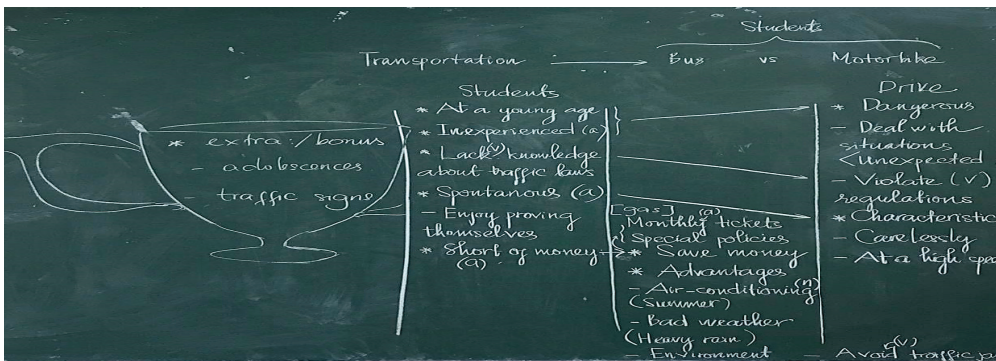 Students
Transportation → Bus vs Motorbike
* extra/bonus
- adolescences
- traffic signs
Students
* At a young age
* Inexperienced (a)
* Lack (v) knowledge
about traffic laws
* Spontanous (a)
- Enjoy proving
themselves
* Short of money
(a)
[gas] (a)
Monthly tickets
Special policies
* Save money
* Advantages
- Air-conditioning (n)
(Summer)
- Bad weather
(Heavy rain)
- Environment
Drive
* Dangerous
- Deal with
situations
< unexpected
- Violate (v)
regulations
* Characteristic
- Carelessly
- At a high
- Avoid traffic